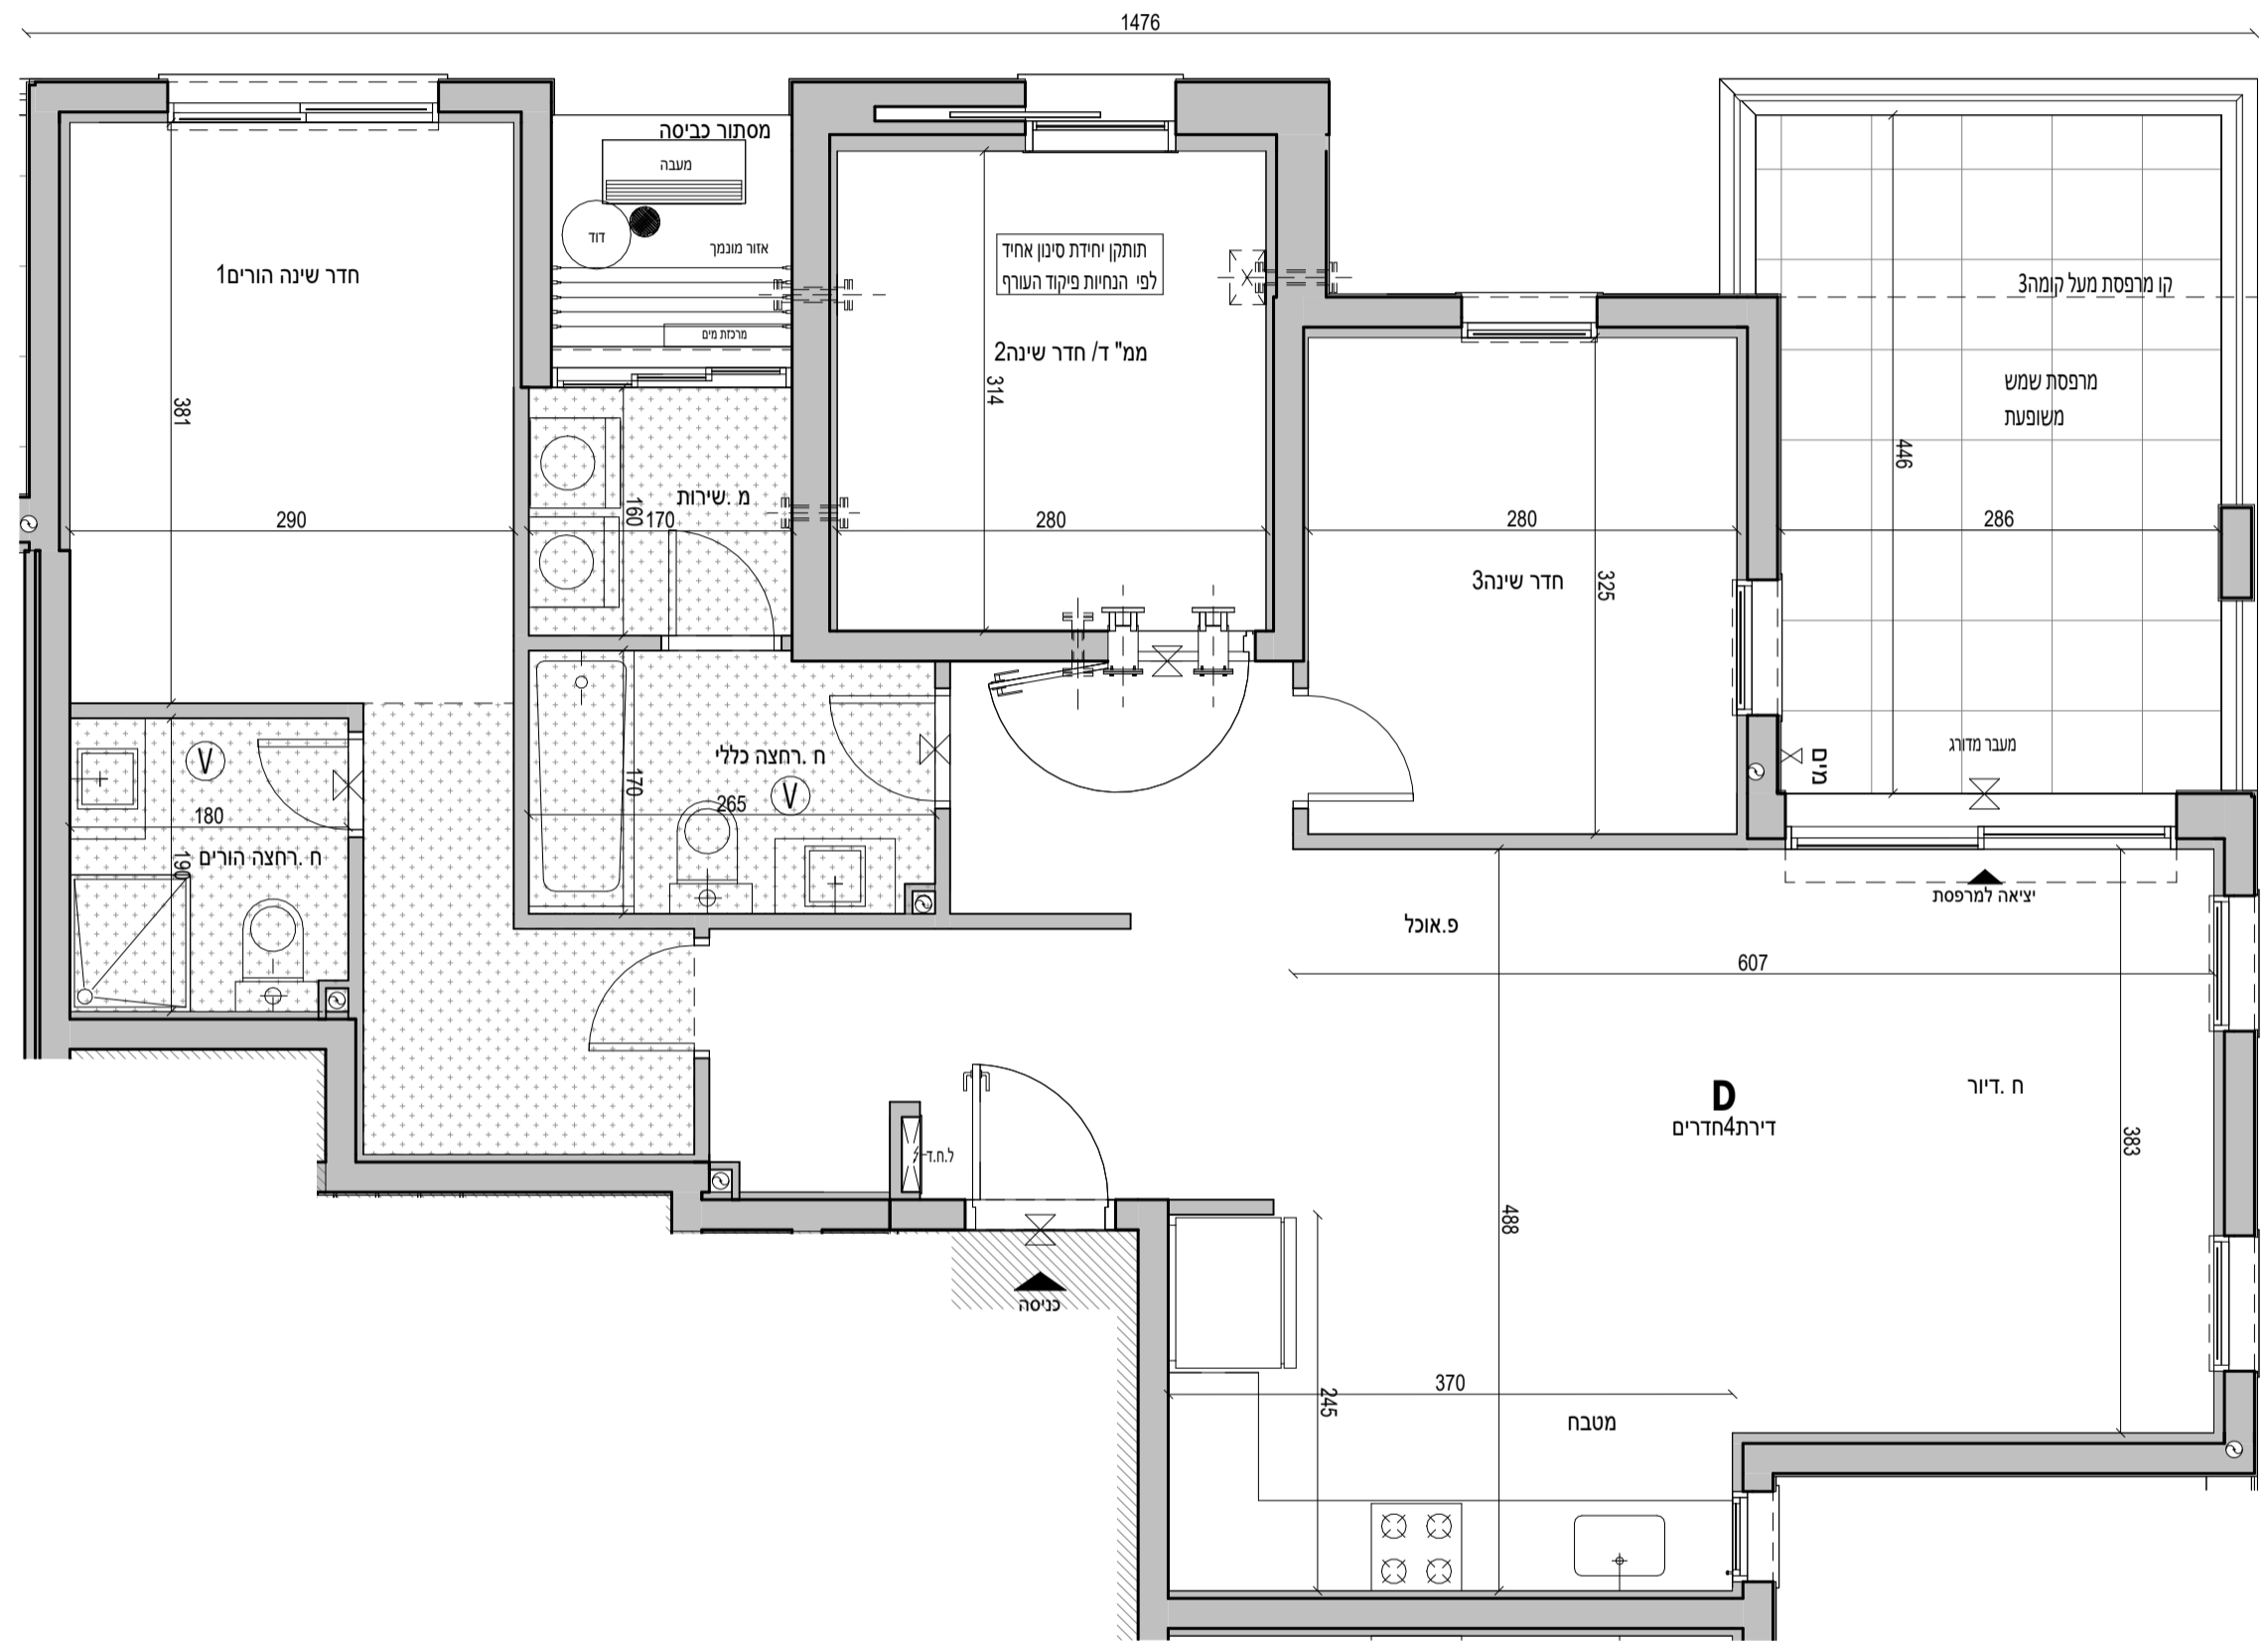 1476
מסתור כביסה
מעבה
דוד
אזור מונמך
מרכזת מים
חדר שינה הורים1
381
290
מ .שירות
160
170
תותקן יחידת סינון אחיד
לפי הנחיות פיקוד העורף
ממ" ד/ חדר שינה2
314
280
280
חדר שינה3
325
קו מרפסת מעל קומה3
מרפסת שמש
משופעת
446
286
מעבר מדורג
מים
יציאה למרפסת
V
180
ח .רחצה הורים
190
ח .רחצה כללי
V
170
265
פ.אוכל
607
D
דירת4חדרים
ח .דיור
383
488
ל.ח.ד
כניסה
370
245
מטבח